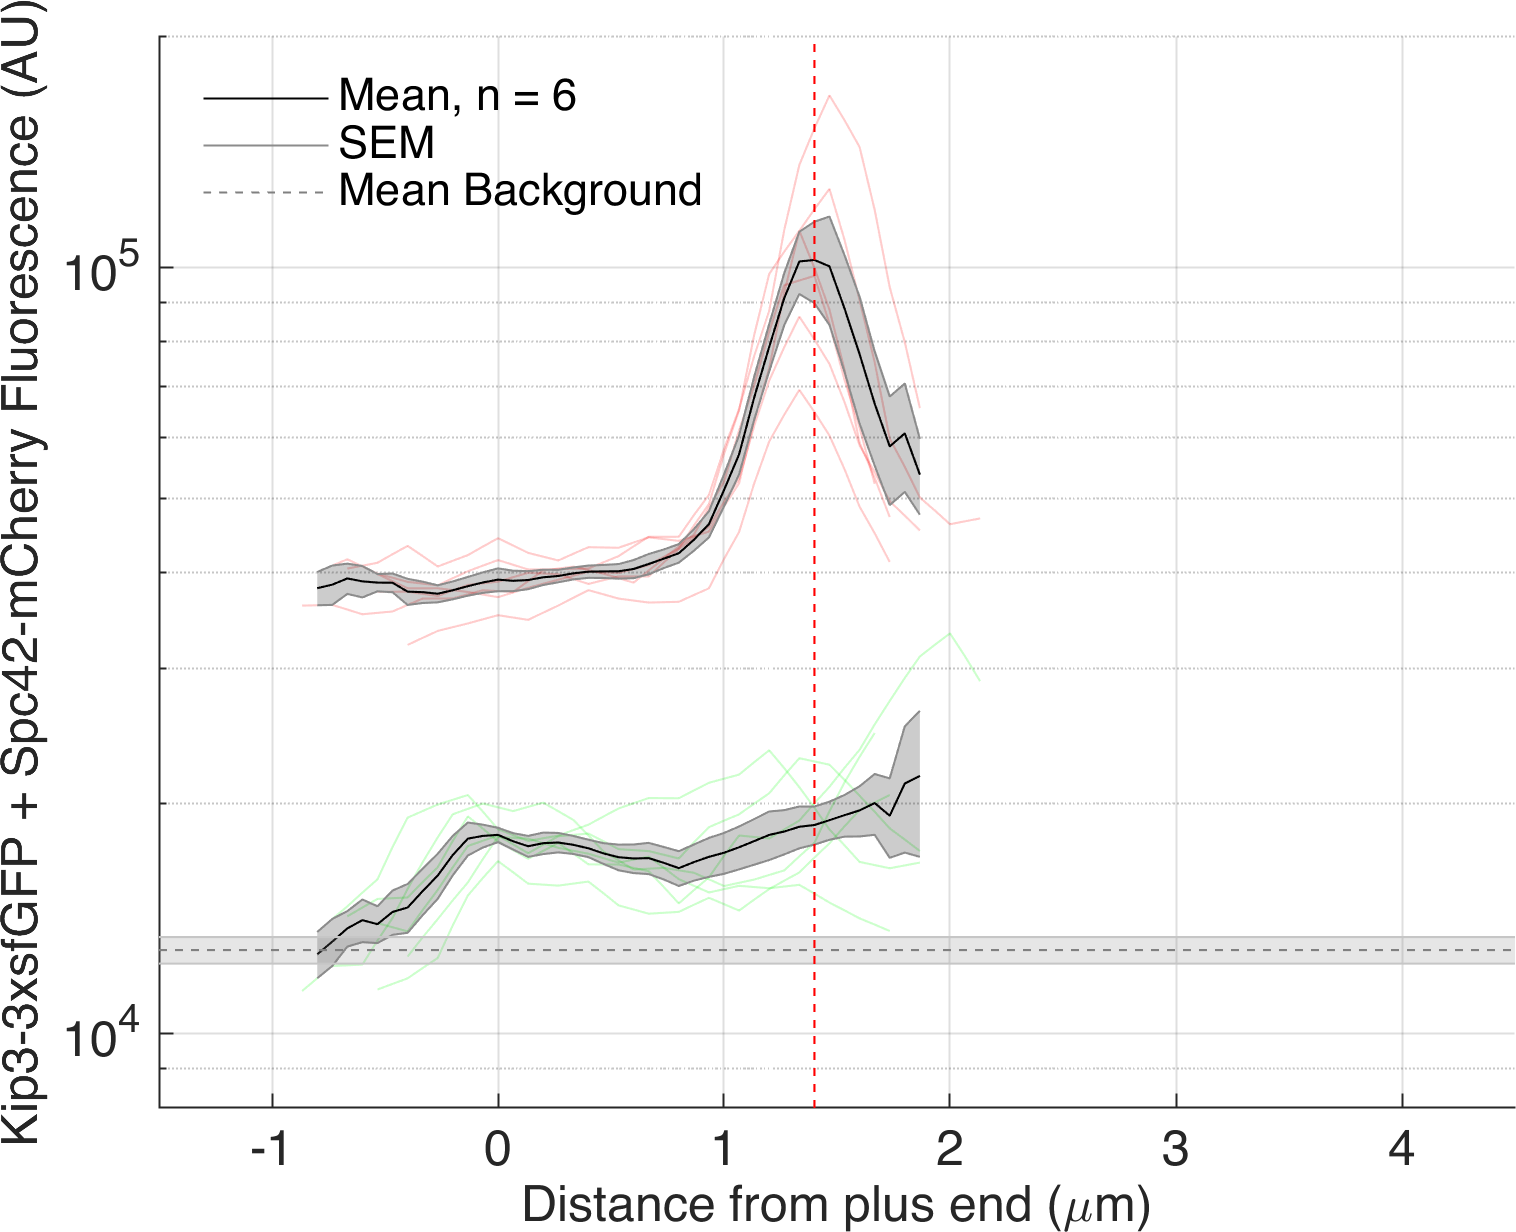 Kip3-3xsfGFP + Spc42-mCherry Fluorescence (AU)
Mean, n = 6
SEM
Mean Background
10^5
10^4
-1 0 1 2 3 4
Distance from plus end (μm)